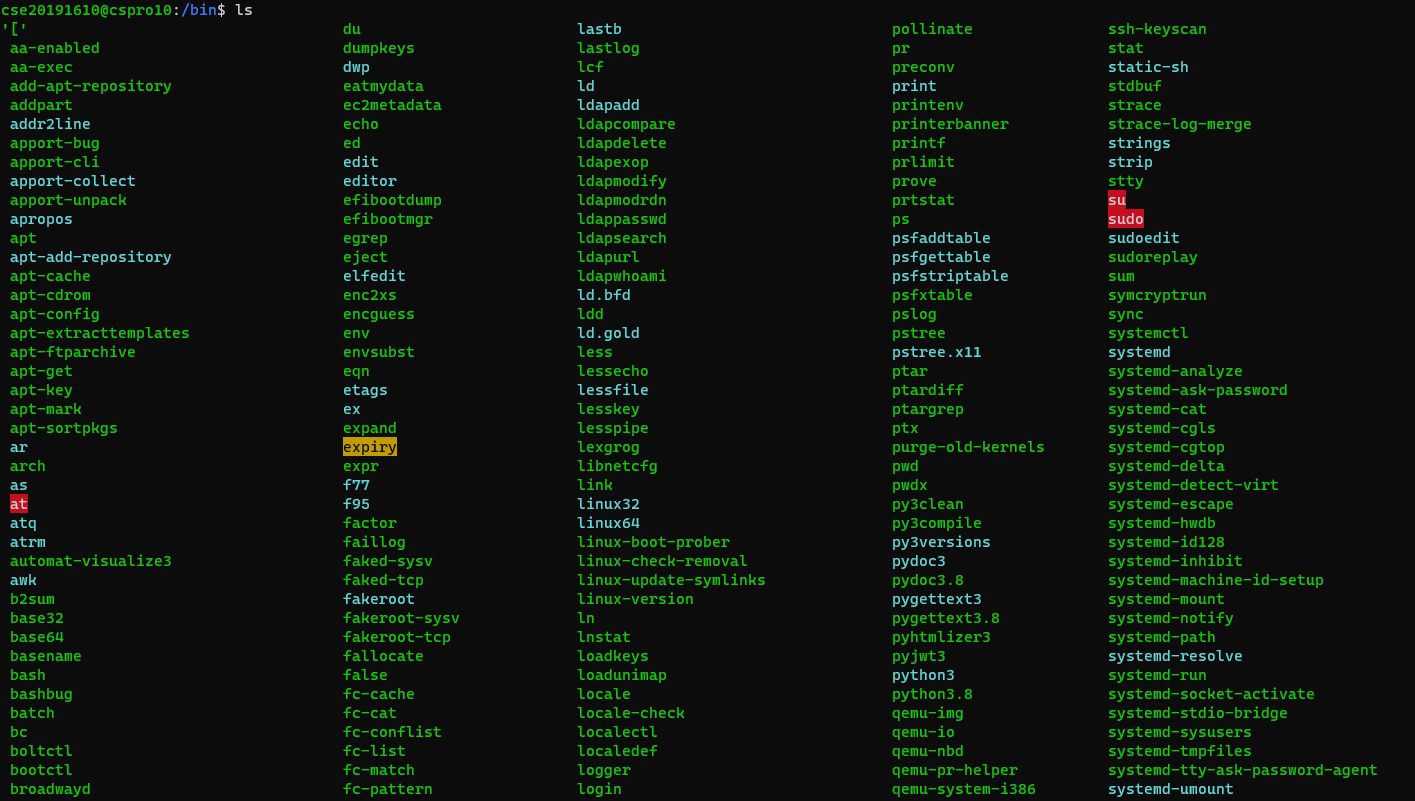 cse20191610@cspro10:/bin$ ls
'[' du lastb pollinate ssh-keyscan
aa-enabled dumpkeys lastlog pr stat
aa-exec dwp lcf preconv static-sh
add-apt-repository eatmydata ld print stdbuf
addpart ec2metadata ldapadd printenv strace
addr2line echo ldapcompare printerbanner strace-log-merge
apport-bug ed ldapdelete printf strings
apport-cli edit ldapexop prlimit strip
apport-collect editor ldapmodify prove stty
apport-unpack efibootdump ldapmodrdn prtstat su
apropos efibootmgr ldappasswd ps sudo
apt egrep ldapsearch psfaddtable sudoedit
apt-add-repository eject ldapurl psfgettable sudoreplay
apt-cache elfedit ldapwhoami psfstriptable sum
apt-cdrom enc2xs ld.bfd psfxtable symcryptrun
apt-config encguess ldd pslog sync
apt-extracttemplates env ld.gold pstree systemctl
apt-ftparchive envsubst less pstree.x11 systemd
apt-get eqn lessecho ptar systemd-analyze
apt-key etags lessfile ptardiff systemd-ask-password
apt-mark ex lesskey ptargrep systemd-cat
apt-sortpkgs expand lesspipe ptx systemd-cgls
ar expiry lexgrog purge-old-kernels systemd-cgtop
arch expr libnetcfg pwd systemd-delta
as f77 link pwdx systemd-detect-virt
at f95 linux32 py3clean systemd-escape
atq factor linux64 py3compile systemd-hwdb
atrm faillog linux-boot-prober py3versions systemd-id128
automat-visualize3 faked-sysv linux-check-removal pydoc3 systemd-inhibit
awk faked-tcp linux-update-symlinks pydoc3.8 systemd-machine-id-setup
b2sum fakeroot linux-version pygettext3 systemd-mount
base32 fakeroot-sysv ln pygettext3.8 systemd-notify
base64 fakeroot-tcp lnstat pyhtmlizer3 systemd-path
basename fallocate loadkeys pyjwt3 systemd-resolve
bash false loadunimap python3 systemd-run
bashbug fc-cache locale python3.8 systemd-socket-activate
batch fc-cat locale-check qemu-img systemd-stdio-bridge
bc fc-conflist localectl qemu-io systemd-sysusers
boltctl fc-list localedef qemu-nbd systemd-tmpfiles
bootctl fc-match logger qemu-pr-helper systemd-tty-ask-password-agent
broadwayd fc-pattern login qemu-system-i386 systemd-umount